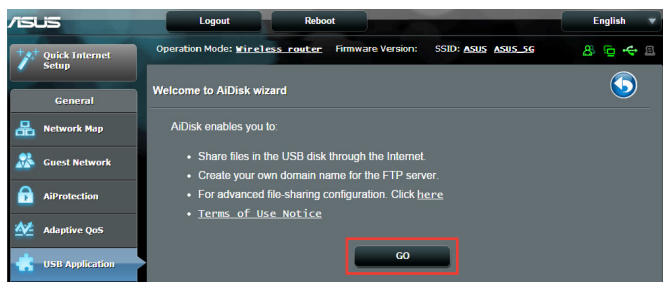 ASUS
Logout
Reboot
English
Quick Internet
Setup
Operation Mode: Wireless router Firmware Version: SSID: ASUS ASUS_5G
General
Network Map
Guest Network
AiProtection
Adaptive QoS
USB Application
Welcome to AiDisk wizard
AiDisk enables you to:
• Share files in the USB disk through the Internet.
• Create your own domain name for the FTP server.
• For advanced file-sharing configuration. Click here
• Terms of Use Notice
GO